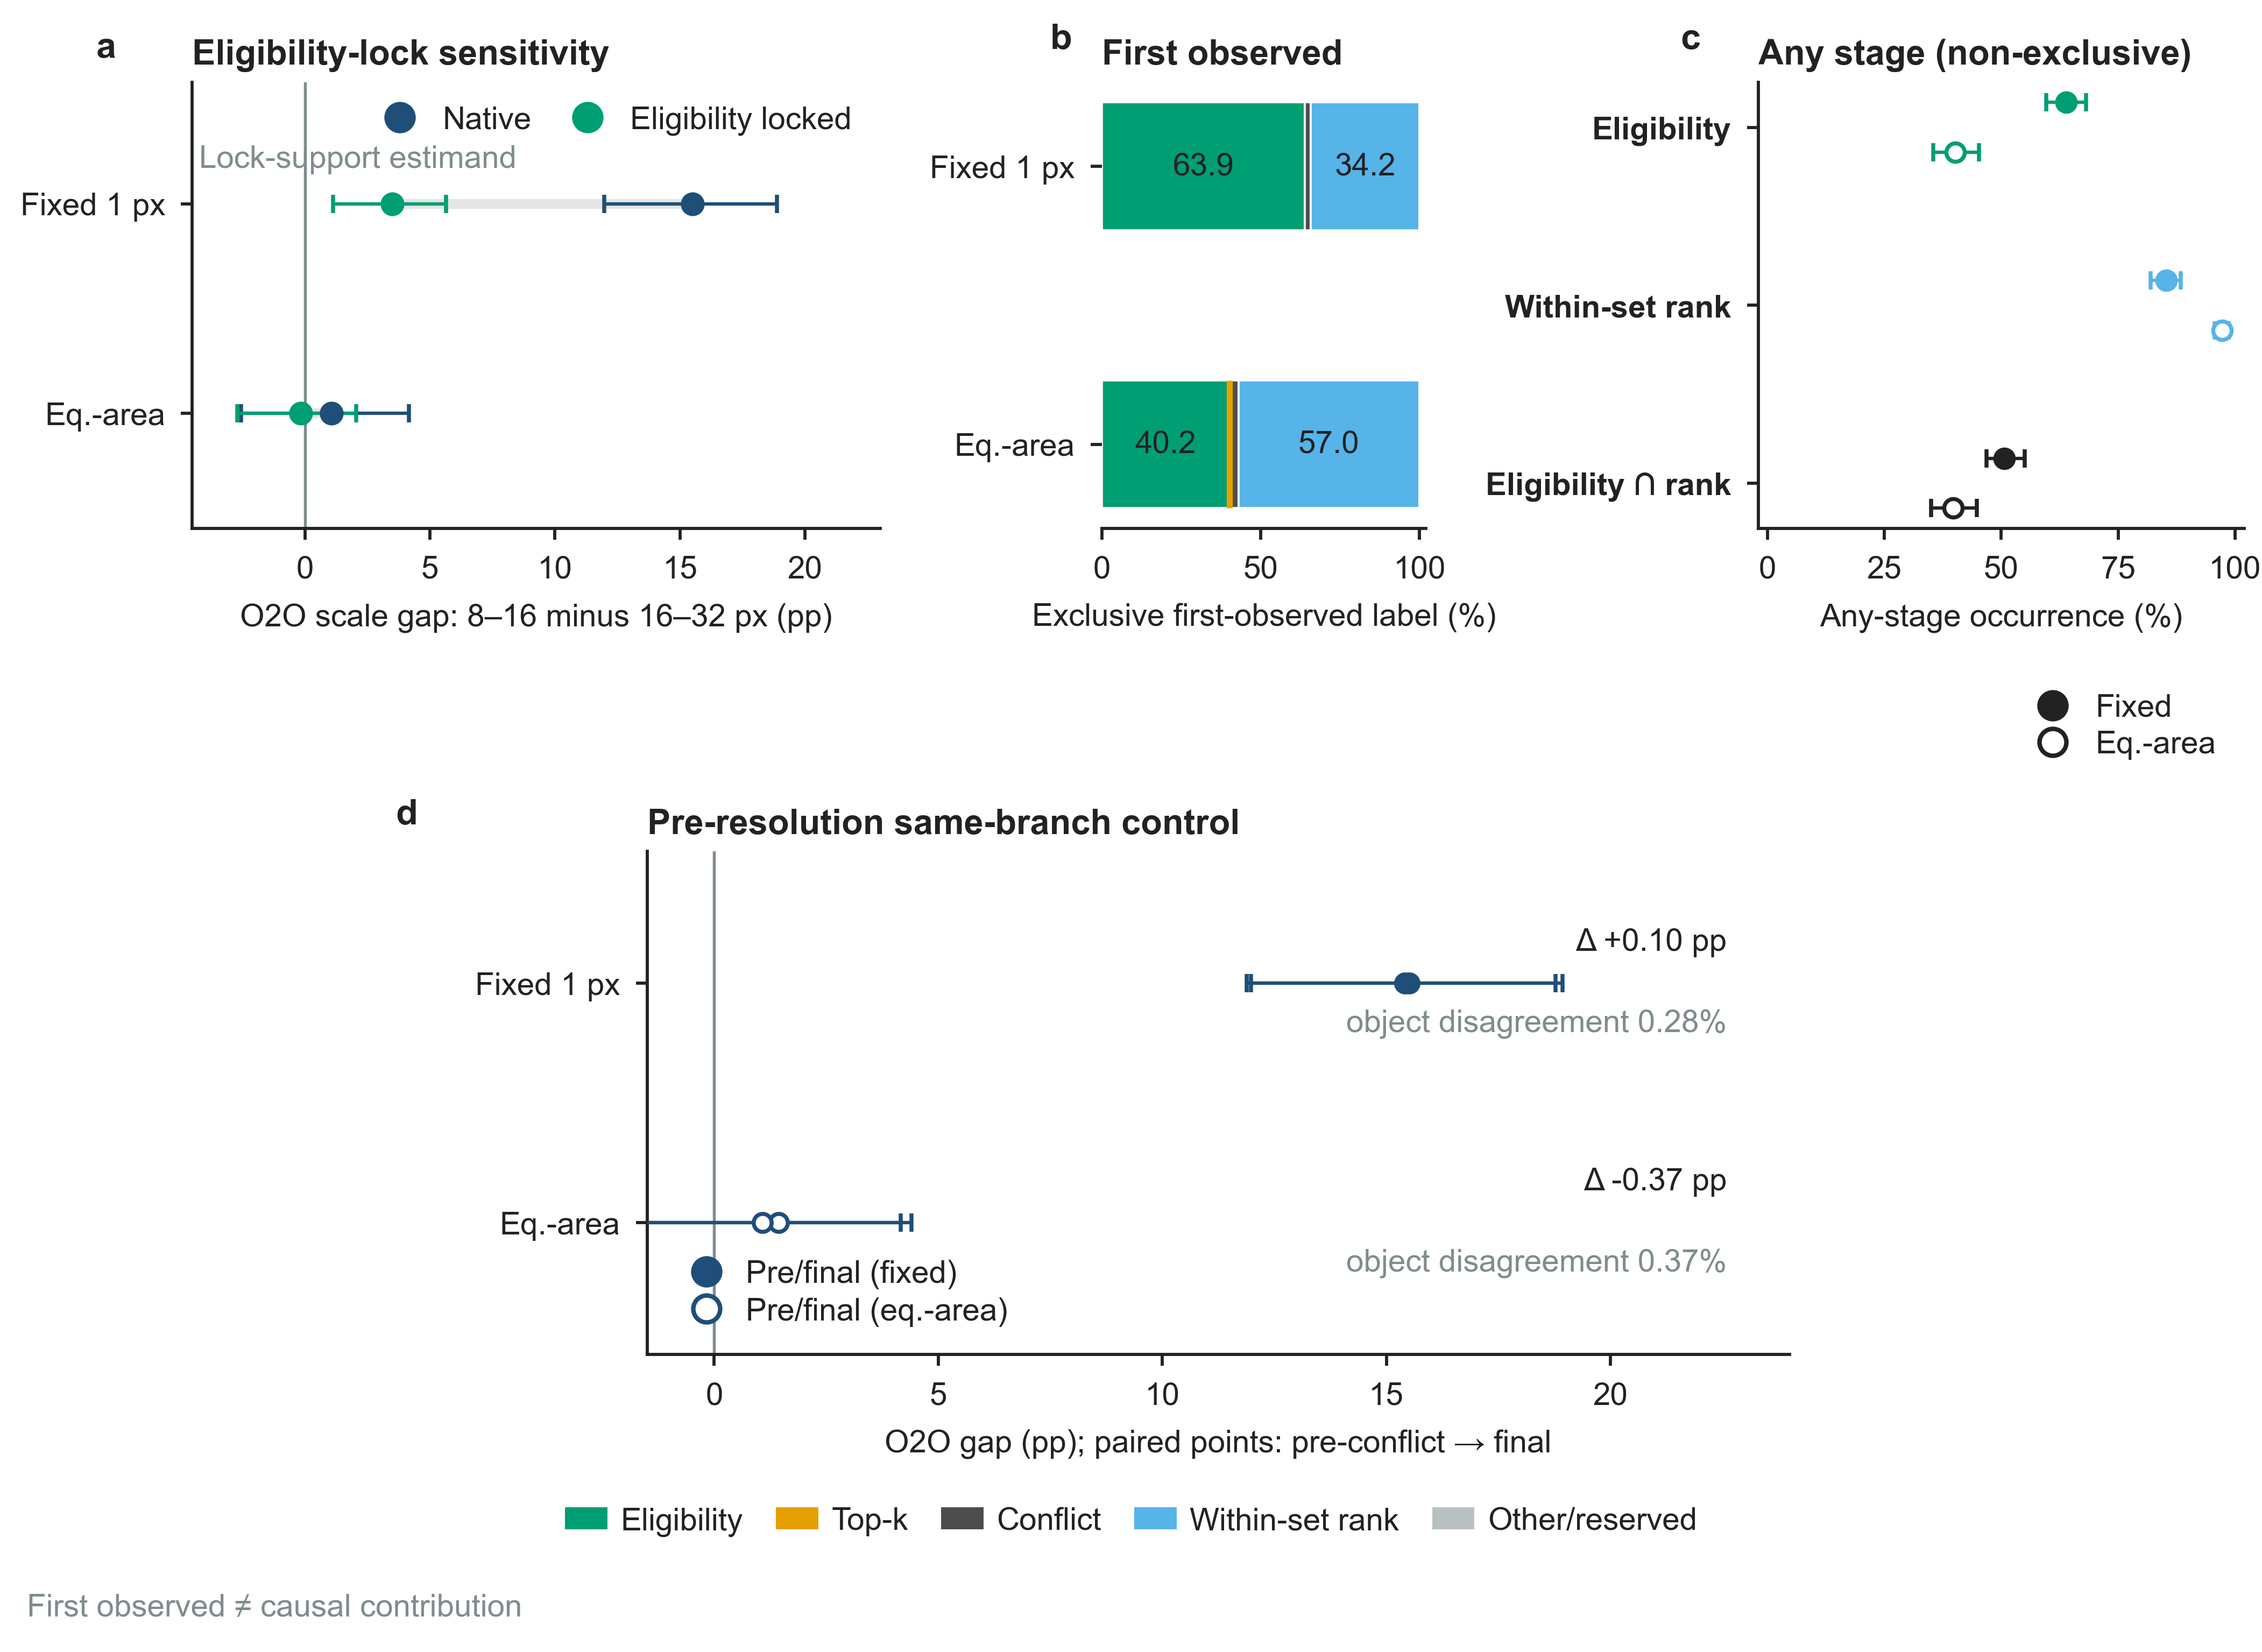 a
Eligibility-lock sensitivity
Native
Eligibility locked
Lock-support estimand
Fixed 1 px
Eq.-area
0 5 10 15 20
O2O scale gap: 8–16 minus 16–32 px (pp)
b
First observed
Fixed 1 px
63.9
34.2
Eq.-area
40.2
57.0
0 50 100
Exclusive first-observed label (%)
c
Any stage (non-exclusive)
Eligibility
Within-set rank
Eligibility ∩ rank
0 25 50 75 100
Any-stage occurrence (%)
Fixed
Eq.-area
d
Pre-resolution same-branch control
Δ +0.10 pp
Fixed 1 px
object disagreement 0.28%
Δ -0.37 pp
Eq.-area
object disagreement 0.37%
Pre/final (fixed)
Pre/final (eq.-area)
0 5 10 15 20
O2O gap (pp); paired points: pre-conflict → final
Eligibility
Top-k
Conflict
Within-set rank
Other/reserved
First observed ≠ causal contribution